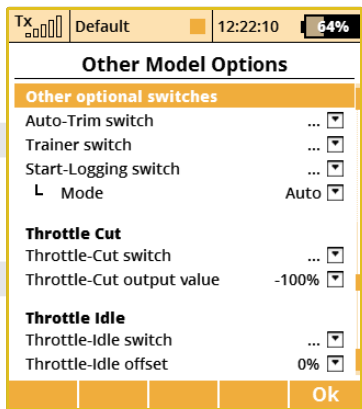 Tx Default 12:22:10 64%
Other Model Options
Other optional switches
Auto-Trim switch ...
Trainer switch ...
Start-Logging switch ...
Mode Auto
Throttle Cut
Throttle-Cut switch ...
Throttle-Cut output value -100%
Throttle Idle
Throttle-Idle switch ...
Throttle-Idle offset 0%
Ok